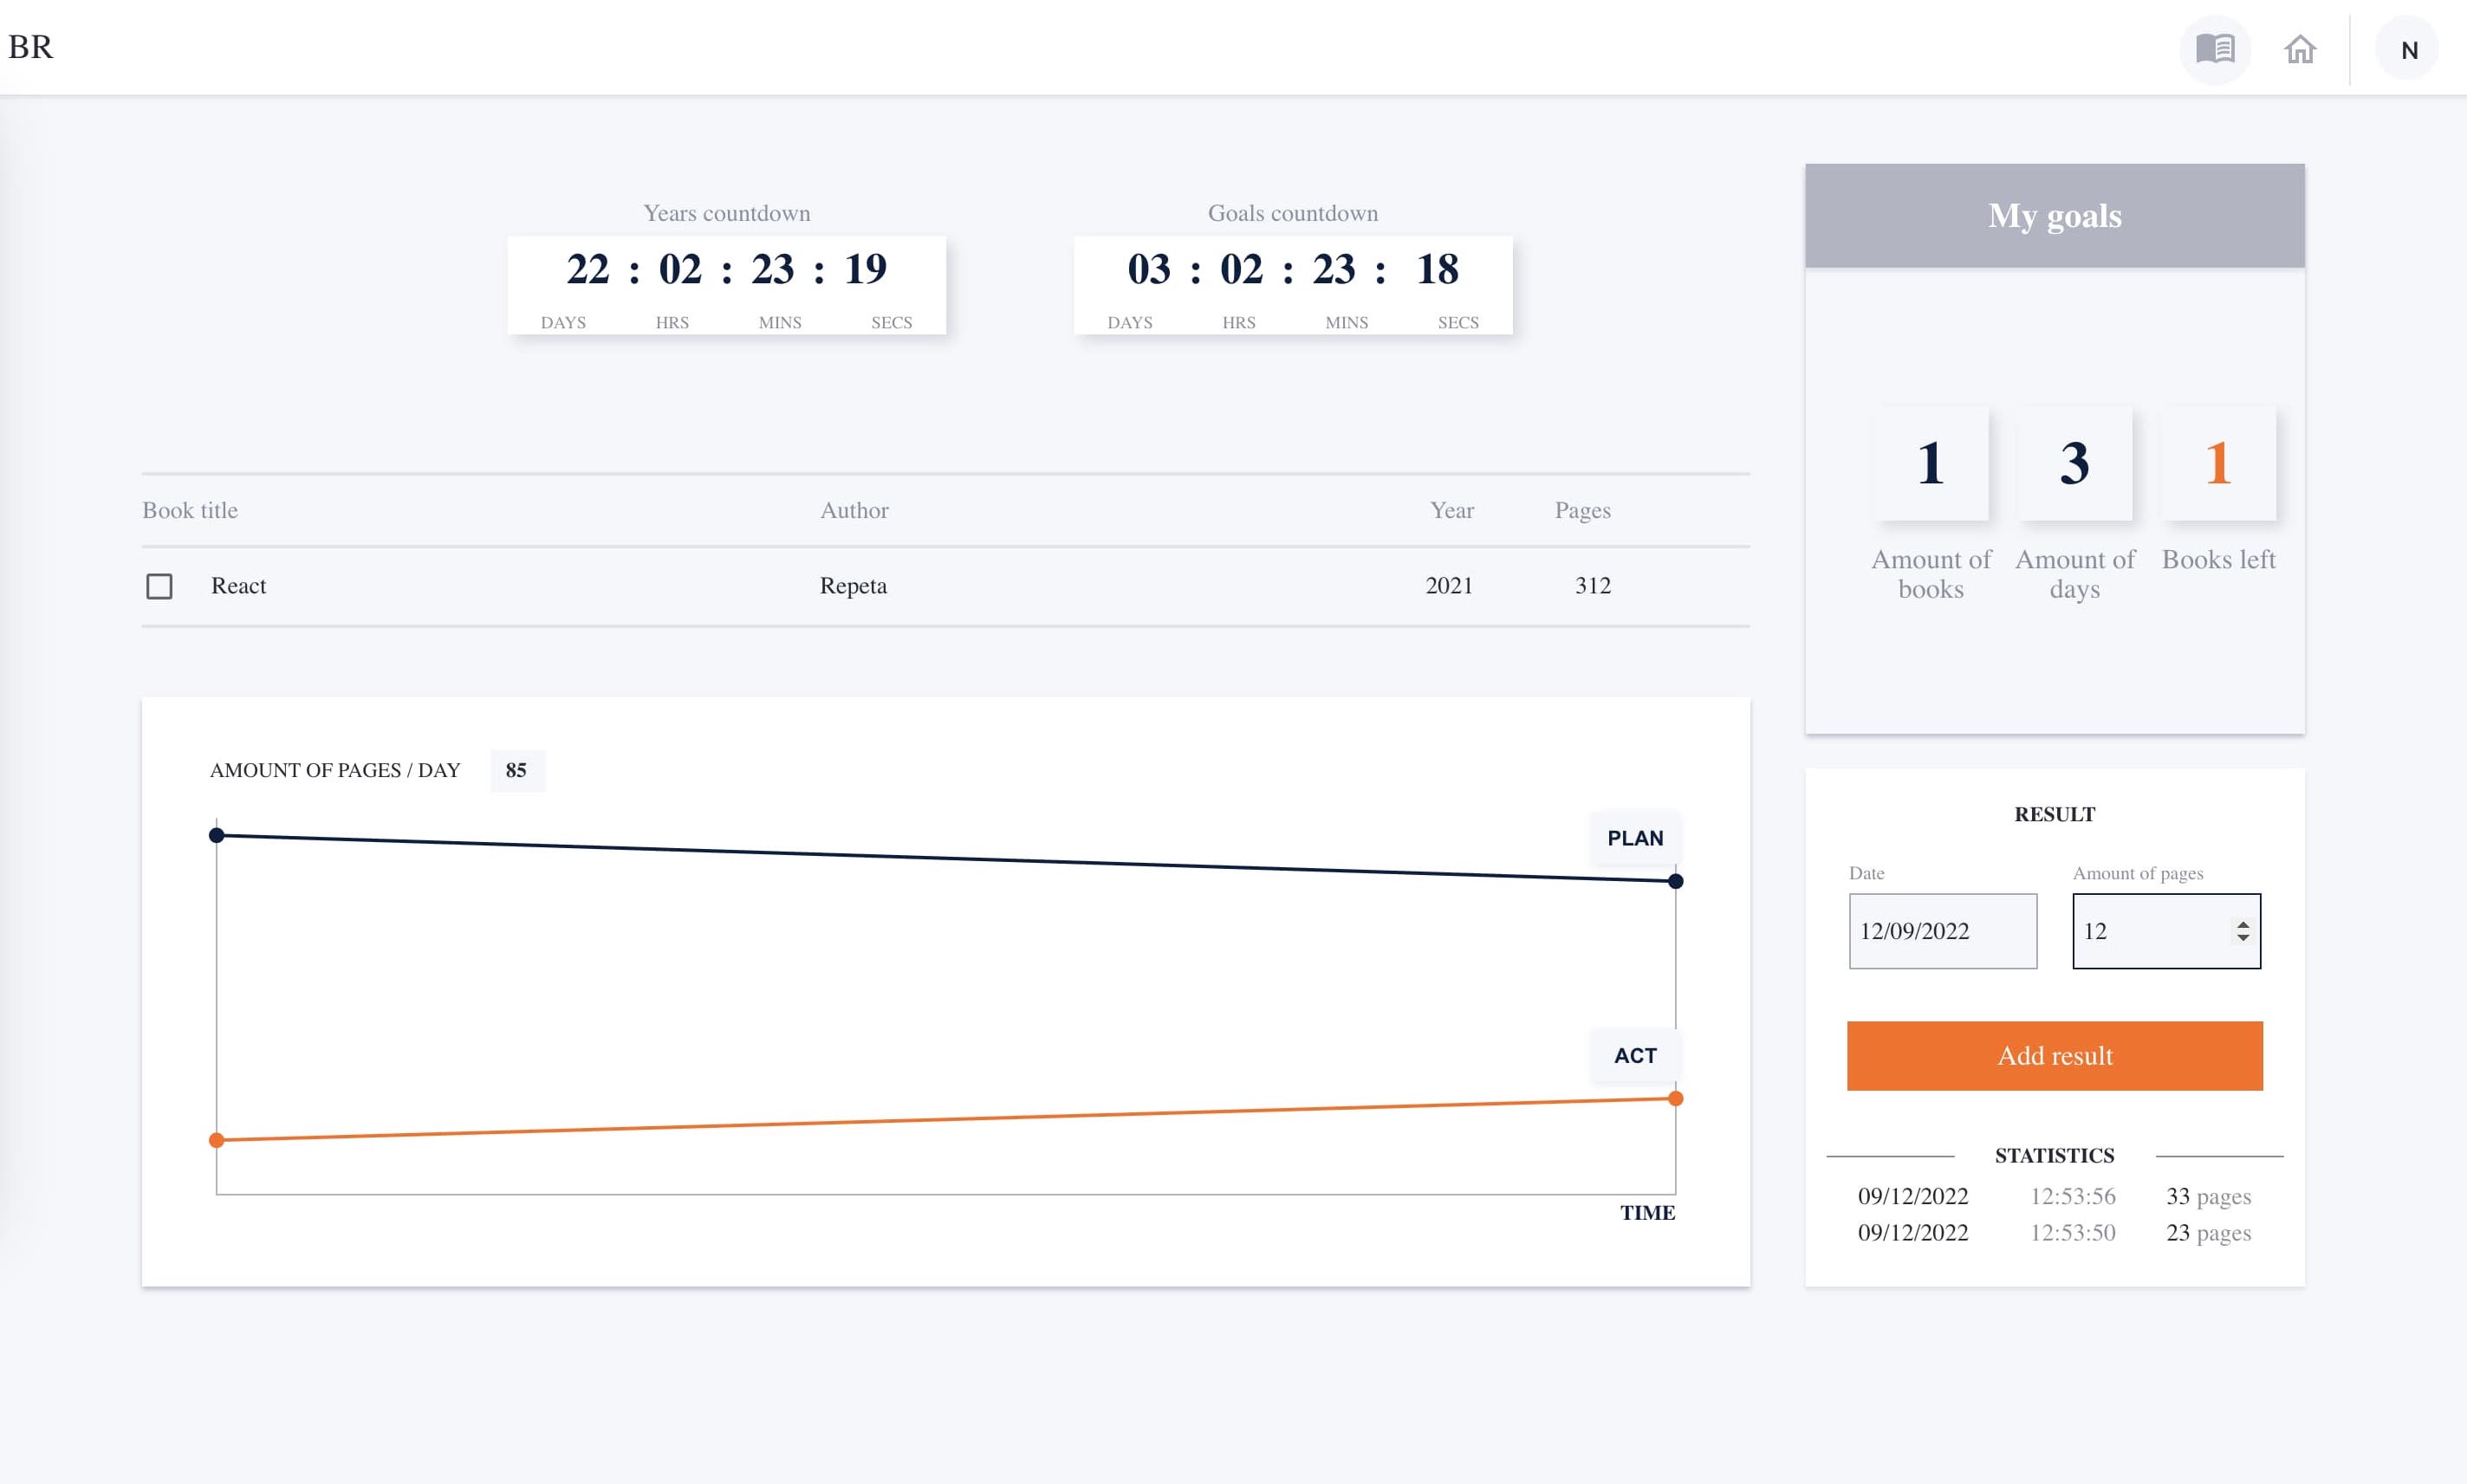 BR
N
Years countdown
22 : 02 : 23 : 19
DAYS HRS MINS SECS
Goals countdown
03 : 02 : 23 : 18
DAYS HRS MINS SECS
Book title Author Year Pages
React Repeta 2021 312
AMOUNT OF PAGES / DAY 85
PLAN
ACT
TIME
My goals
1 3 1
Amount of books
Amount of days
Books left
RESULT
Date Amount of pages
12/09/2022 12
Add result
STATISTICS
09/12/2022 12:53:56 33 pages
09/12/2022 12:53:50 23 pages